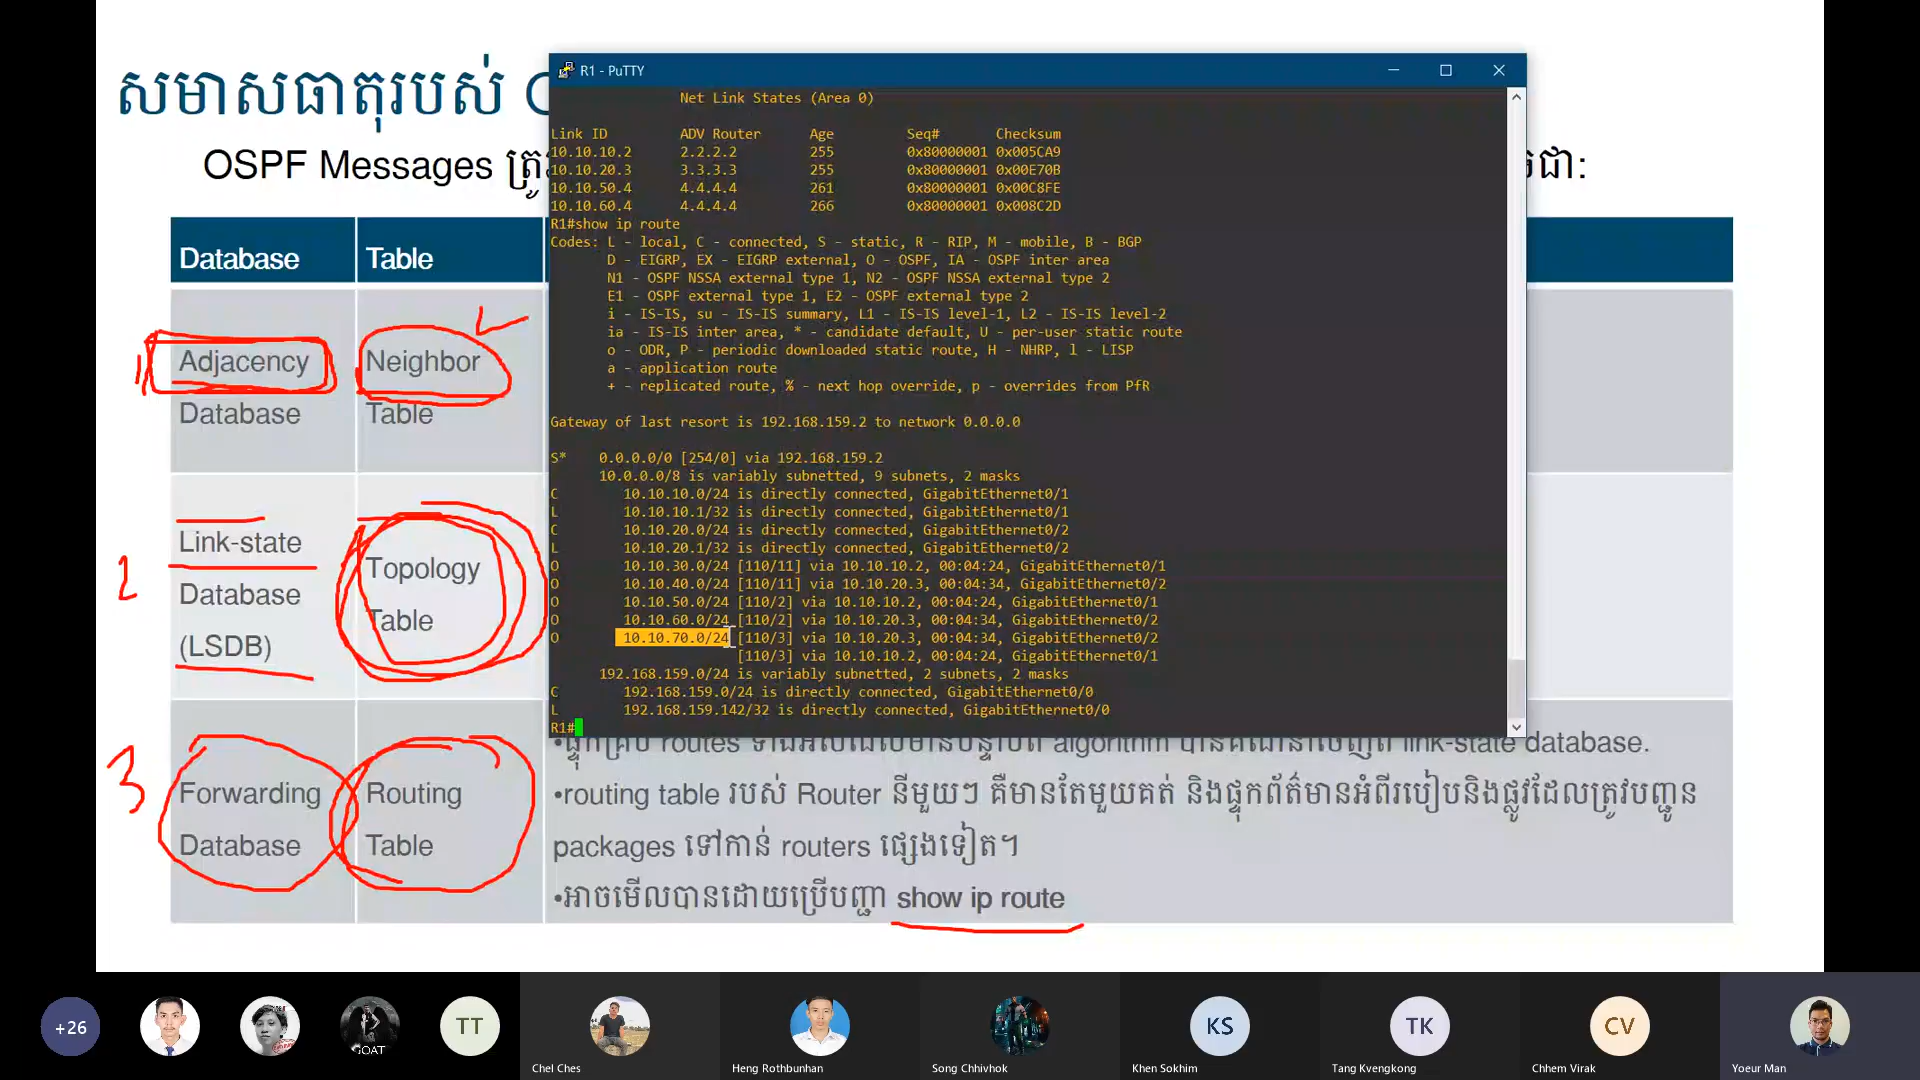 សមាសធាតុរបស់
OSPF Messages
ជា:
Database Table
Adjacency
Database
Neighbor
Table
Link-state
Database
(LSDB)
Topology
Table
Forwarding
Database
Routing
Table
1
2
3
R1 - PuTTY
Net Link States (Area 0)
Link ID ADV Router Age Seq# Checksum
10.10.10.2 2.2.2.2 255 0x80000001 0x005CA9
10.10.20.3 3.3.3.3 255 0x80000001 0x00E70B
10.10.50.4 4.4.4.4 261 0x80000001 0x00C8FE
10.10.60.4 4.4.4.4 266 0x80000001 0x008C2D
R1#show ip route
Codes: L - local, C - connected, S - static, R - RIP, M - mobile, B - BGP
D - EIGRP, EX - EIGRP external, O - OSPF, IA - OSPF inter area
N1 - OSPF NSSA external type 1, N2 - OSPF NSSA external type 2
E1 - OSPF external type 1, E2 - OSPF external type 2
i - IS-IS, su - IS-IS summary, L1 - IS-IS level-1, L2 - IS-IS level-2
ia - IS-IS inter area, * - candidate default, U - per-user static route
o - ODR, P - periodic downloaded static route, H - NHRP, l - LISP
a - application route
+ - replicated route, % - next hop override, p - overrides from PfR
Gateway of last resort is 192.168.159.2 to network 0.0.0.0
S* 0.0.0.0/0 [254/0] via 192.168.159.2
10.0.0.0/8 is variably subnetted, 9 subnets, 2 masks
C 10.10.10.0/24 is directly connected, GigabitEthernet0/1
L 10.10.10.1/32 is directly connected, GigabitEthernet0/1
C 10.10.20.0/24 is directly connected, GigabitEthernet0/2
L 10.10.20.1/32 is directly connected, GigabitEthernet0/2
O 10.10.30.0/24 [110/11] via 10.10.10.2, 00:04:24, GigabitEthernet0/1
O 10.10.40.0/24 [110/11] via 10.10.20.3, 00:04:34, GigabitEthernet0/2
O 10.10.50.0/24 [110/2] via 10.10.10.2, 00:04:24, GigabitEthernet0/1
O 10.10.60.0/24 [110/2] via 10.10.20.3, 00:04:34, GigabitEthernet0/2
O 10.10.70.0/24 [110/3] via 10.10.20.3, 00:04:34, GigabitEthernet0/2
[110/3] via 10.10.10.2, 00:04:24, GigabitEthernet0/1
192.168.159.0/24 is variably subnetted, 2 subnets, 2 masks
C 192.168.159.0/24 is directly connected, GigabitEthernet0/0
L 192.168.159.142/32 is directly connected, GigabitEthernet0/0
R1#
routes algorithm link-state database.
•routing table របស់ Router នីមួយៗ គឺមានតែមួយគត់ និងផ្ទុកព័ត៌មានអំពីរបៀបនិងផ្លូវដែលត្រូវបញ្ជូន
packages ទៅកាន់ routers ផ្សេងទៀត។
•អាចមើលបានដោយប្រើបញ្ជា show ip route
+26
GOAT
TT
KS
TK
CV
Chel Ches
Heng Rothbunhan
Song Chhivhok
Khen Sokhim
Tang Kvengkong
Chhem Virak
Yoeur Man